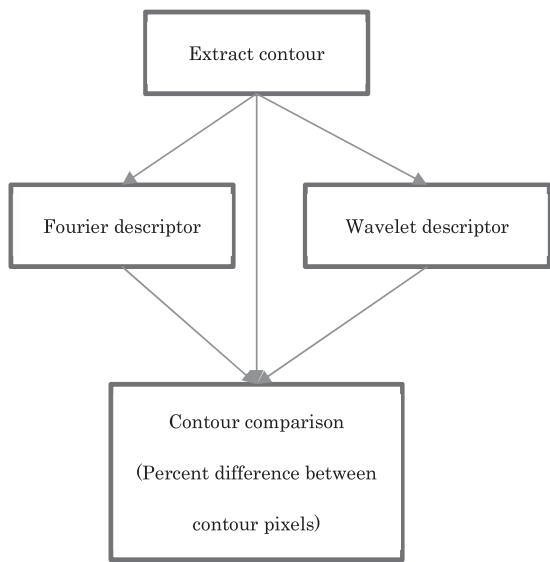 Extract contour
Fourier descriptor
Wavelet descriptor
Contour comparison
(Percent difference between
contour pixels)